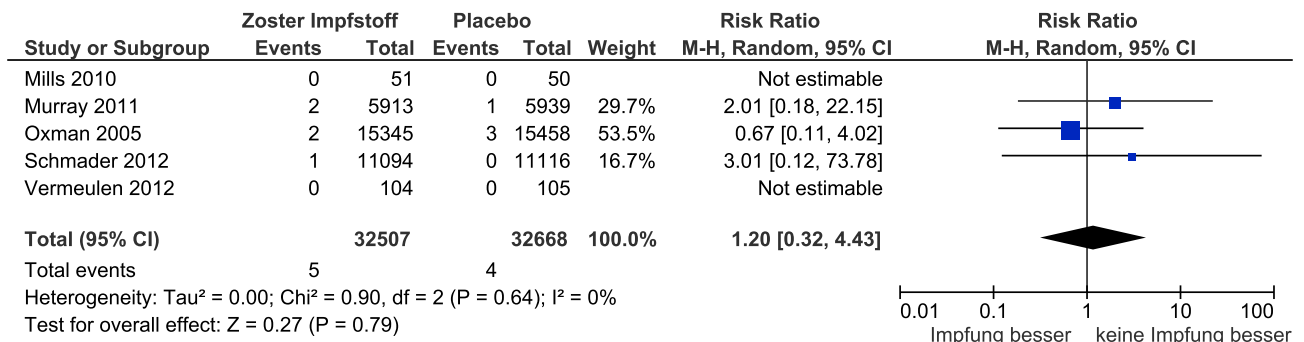 Zoster Impfstoff Placebo Risk Ratio Risk Ratio
Study or Subgroup Events Total Events Total Weight M-H, Random, 95% CI M-H, Random, 95% CI
Mills 2010 0 51 0 50 Not estimable
Murray 2011 2 5913 1 5939 29.7% 2.01 [0.18, 22.15]
Oxman 2005 2 15345 3 15458 53.5% 0.67 [0.11, 4.02]
Schmader 2012 1 11094 0 11116 16.7% 3.01 [0.12, 73.78]
Vermeulen 2012 0 104 0 105 Not estimable
Total (95% CI) 32507 32668 100.0% 1.20 [0.32, 4.43]
Total events 5 4
Heterogeneity: Tau² = 0.00; Chi² = 0.90, df = 2 (P = 0.64); I² = 0%
Test for overall effect: Z = 0.27 (P = 0.79)
0.01 0.1 1 10 100
Impfung besser keine Impfung besser